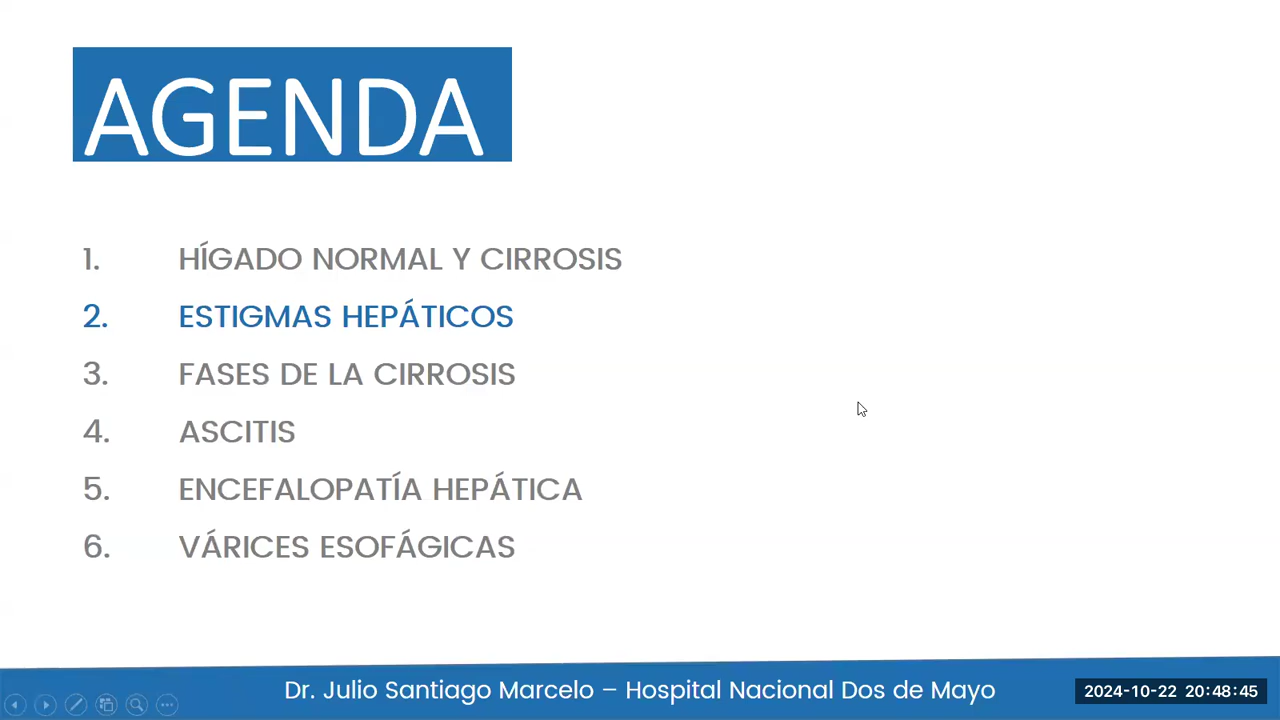 AGENDA
1. HÍGADO NORMAL Y CIRROSIS
2. ESTIGMAS HEPÁTICOS
3. FASES DE LA CIRROSIS
4. ASCITIS
5. ENCEFALOPATÍA HEPÁTICA
6. VÁRICES ESOFÁGICAS
Dr. Julio Santiago Marcelo – Hospital Nacional Dos de Mayo
2024-10-22 20:48:45